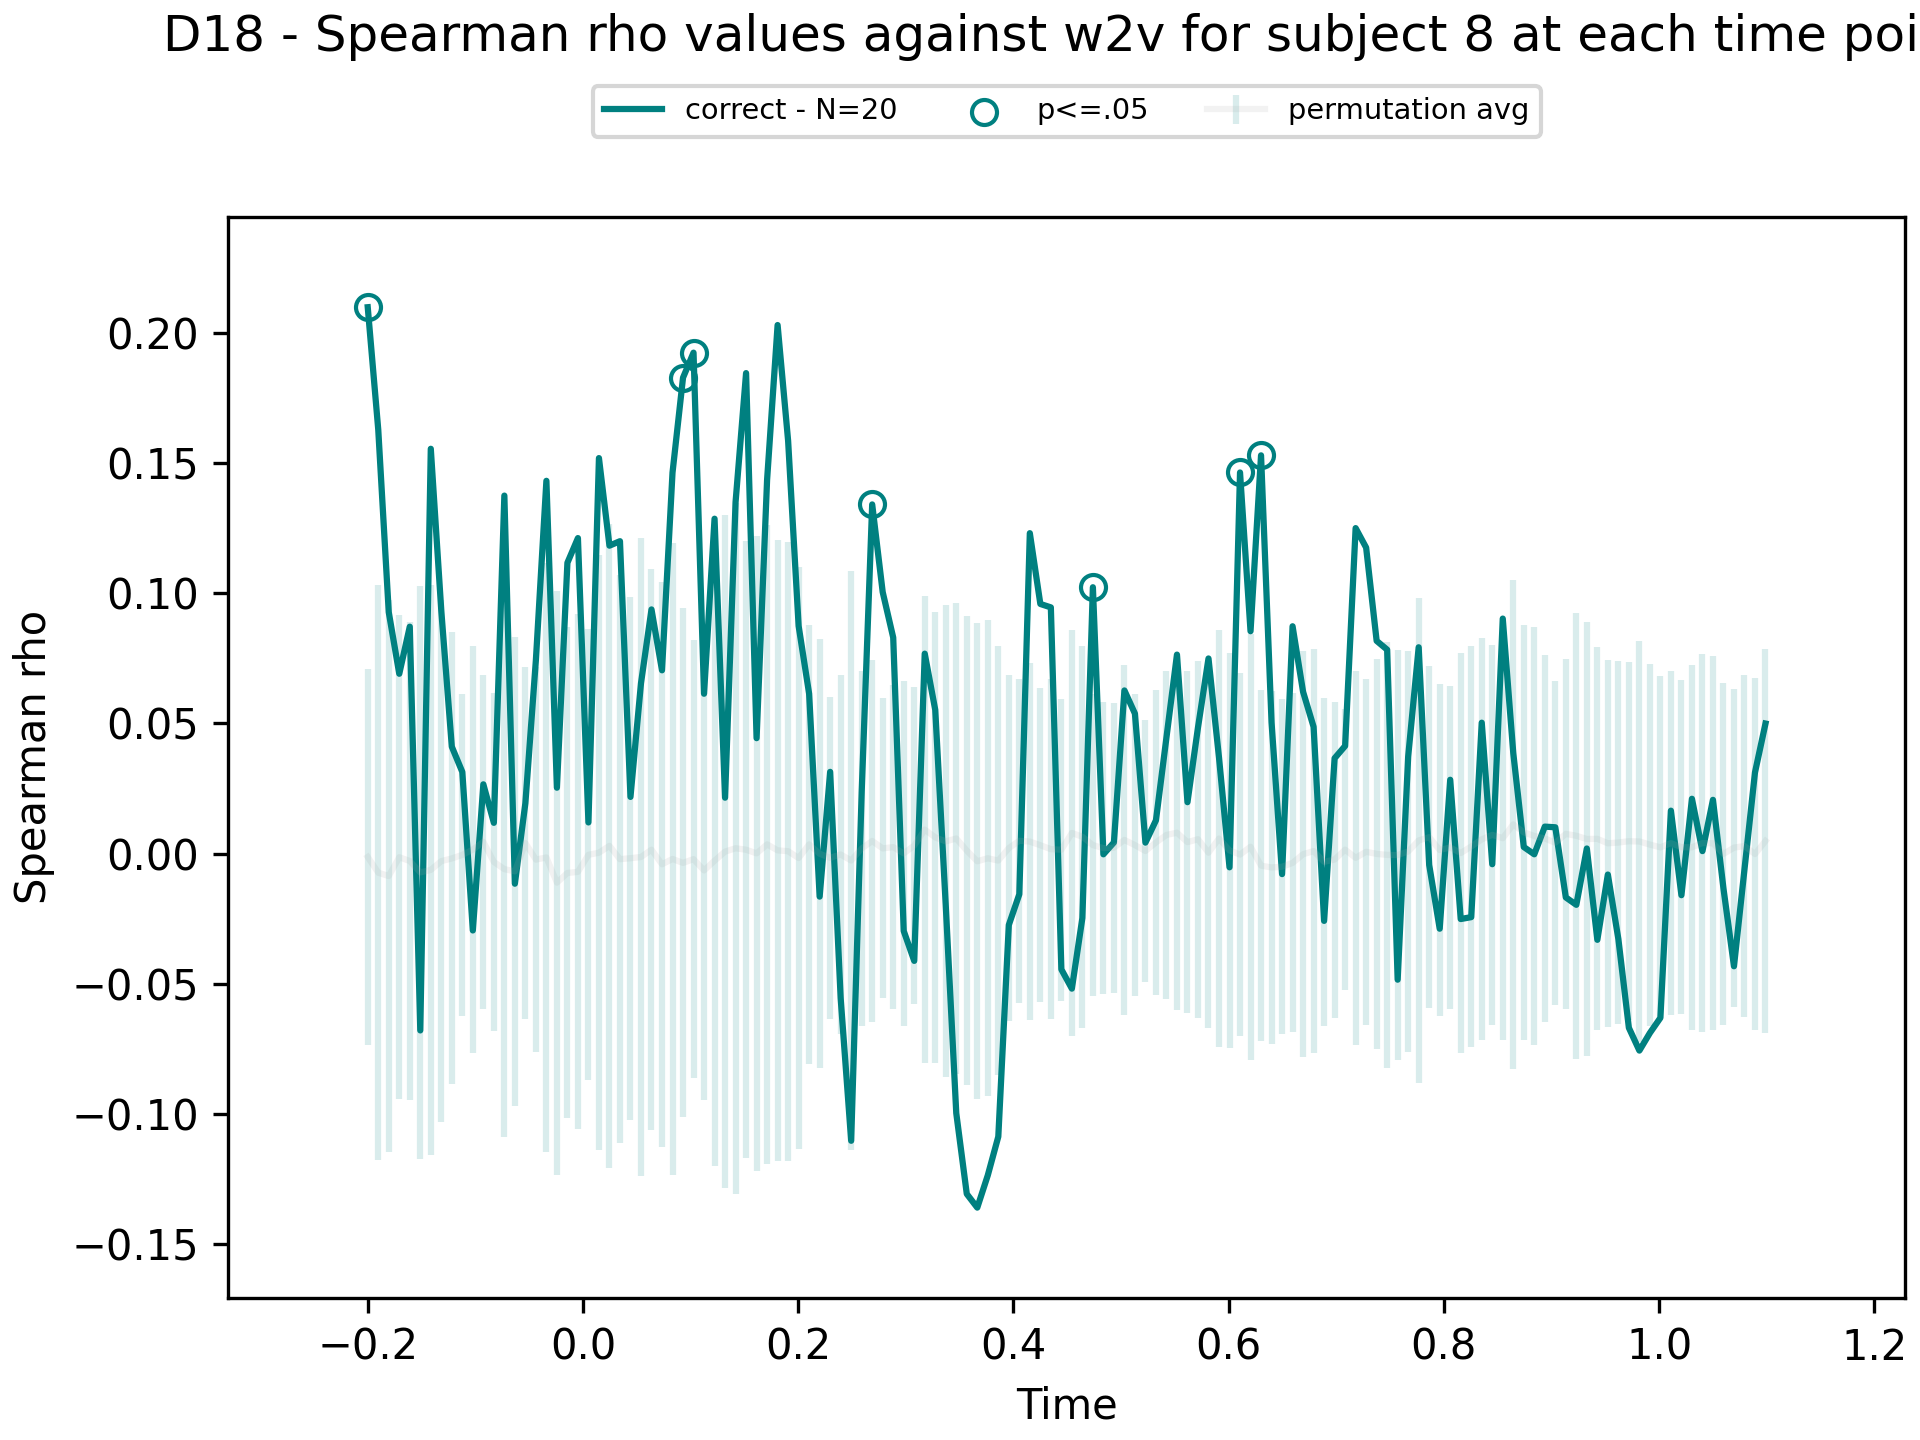 D18 - Spearman rho values against w2v for subject 8 at each time poi
correct - N=20
p<=.05
permutation avg
0.20
0.15
0.10
0.05
0.00
−0.05
−0.10
−0.15
Spearman rho
−0.2
0.0
0.2
0.4
0.6
0.8
1.0
1.2
Time